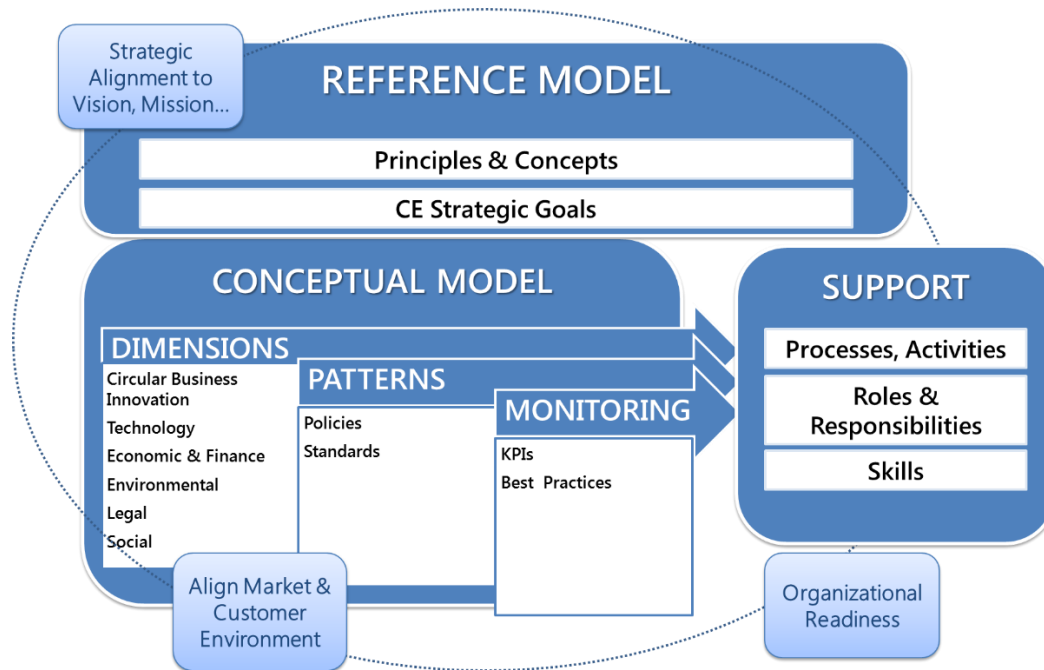 Strategic
Alignment to
Vision, Mission...
REFERENCE MODEL
Principles & Concepts
CE Strategic Goals
CONCEPTUAL MODEL
DIMENSIONS
Circular Business
Innovation
Technology
Economic & Finance
Environmental
Legal
Social
PATTERNS
Policies
Standards
MONITORING
KPIs
Best Practices
SUPPORT
Processes, Activities
Roles &
Responsibilities
Skills
Align Market &
Customer
Environment
Organizational
Readiness